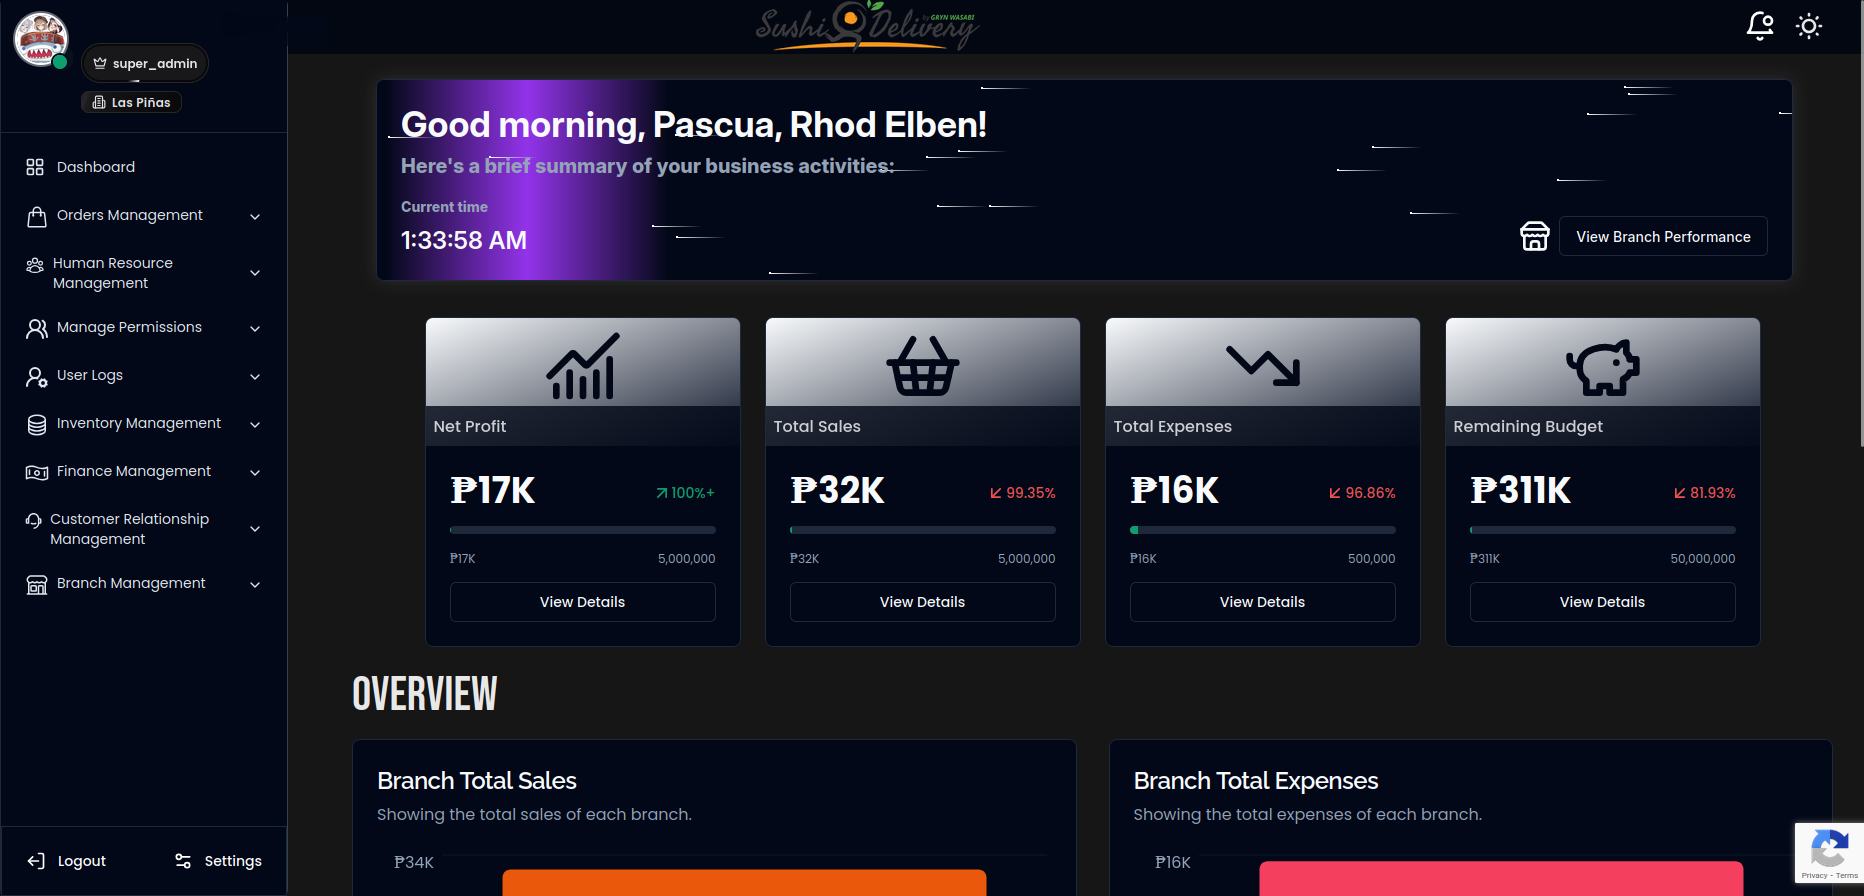 super_admin
Las Piñas
Dashboard
Orders Management
Human Resource
Management
Manage Permissions
User Logs
Inventory Management
Finance Management
Customer Relationship
Management
Branch Management
Logout
Settings
Sushi Delivery
by GRYN WASABI
Good morning, Pascua, Rhod Elben!
Here's a brief summary of your business activities:
Current time
1:33:58 AM
View Branch Performance
Net Profit
₱17K
100%+
₱17K
5,000,000
View Details
Total Sales
₱32K
99.35%
₱32K
5,000,000
View Details
Total Expenses
₱16K
96.86%
₱16K
500,000
View Details
Remaining Budget
₱311K
81.93%
₱311K
50,000,000
View Details
OVERVIEW
Branch Total Sales
Showing the total sales of each branch.
₱34K
Branch Total Expenses
Showing the total expenses of each branch.
₱16K
Privacy - Terms